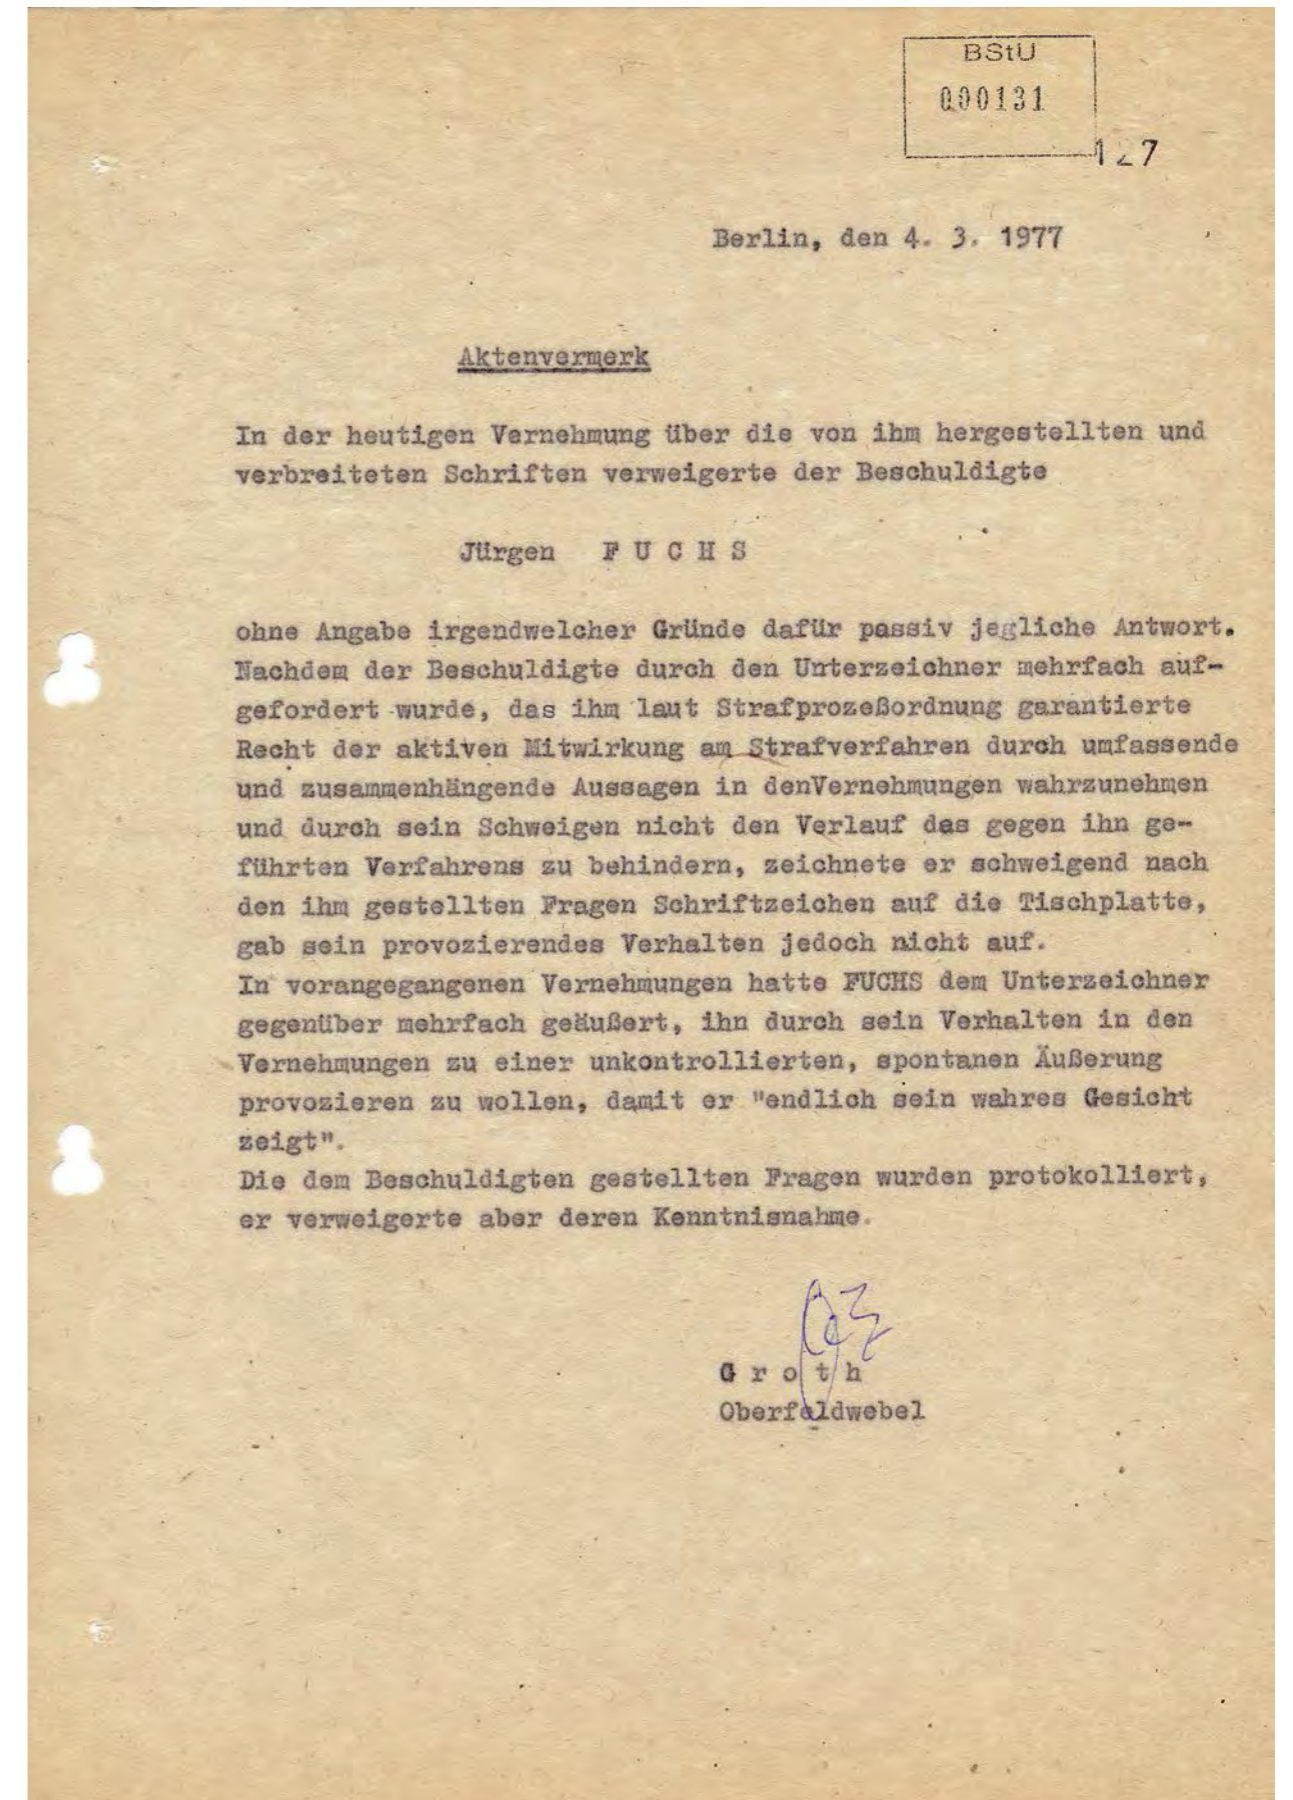 BStU
000131
127
Berlin, den 4. 3. 1977
Aktenvermerk
In der heutigen Vernehmung über die von ihm hergestellten und
verbreiteten Schriften verweigerte der Beschuldigte
Jürgen F U C H S
ohne Angabe irgendwelcher Gründe dafür passiv jegliche Antwort.
Nachdem der Beschuldigte durch den Unterzeichner mehrfach auf-
gefordert wurde, das ihm laut Strafprozeßordnung garantierte
Recht der aktiven Mitwirkung am Strafverfahren durch umfassende
und zusammenhängende Aussagen in denVernehmungen wahrzunehmen
und durch sein Schweigen nicht den Verlauf des gegen ihn ge-
führten Verfahrens zu behindern, zeichnete er schweigend nach
den ihm gestellten Fragen Schriftzeichen auf die Tischplatte,
gab sein provozierendes Verhalten jedoch nicht auf.
In vorangegangenen Vernehmungen hatte FUCHS dem Unterzeichner
gegenüber mehrfach geäußert, ihn durch sein Verhalten in den
Vernehmungen zu einer unkontrollierten, spontanen Äußerung
provozieren zu wollen, damit er "endlich sein wahres Gesicht
zeigt".
Die dem Beschuldigten gestellten Fragen wurden protokolliert,
er verweigerte aber deren Kenntnisnahme.
G r o t h
Oberfeldwebel